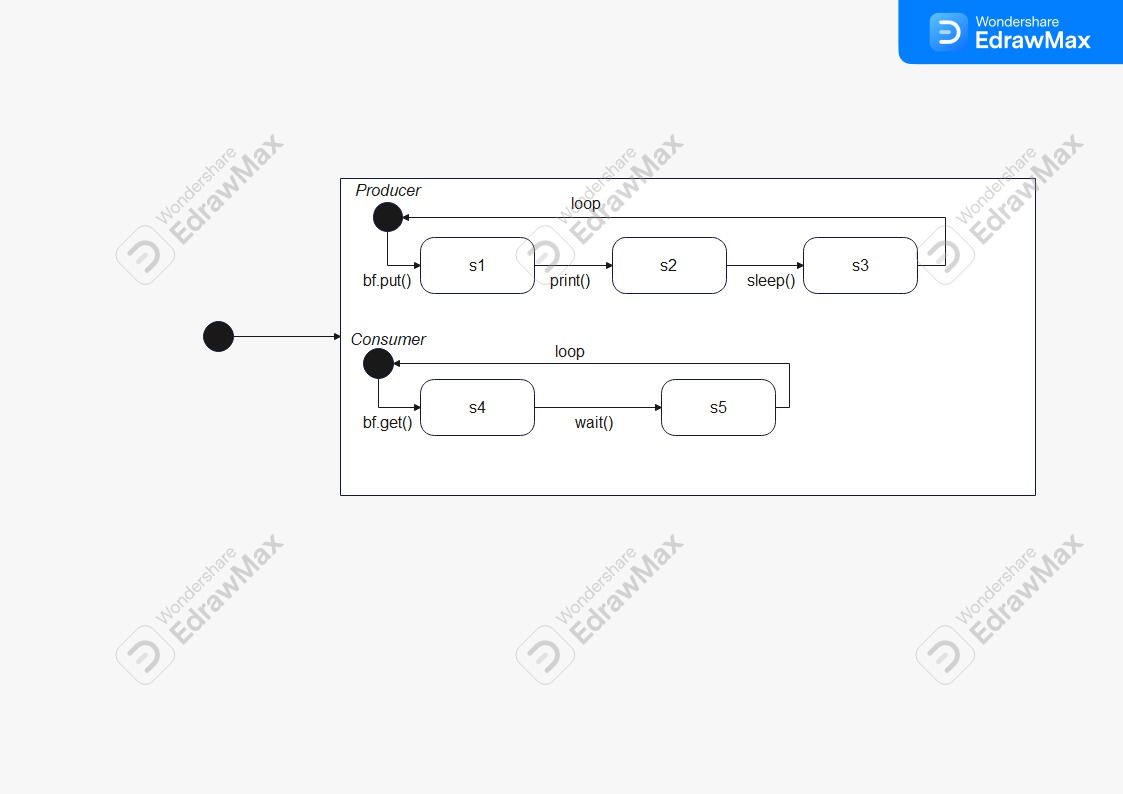 Wondershare
EdrawMax
Wondershare
EdrawMax
Wondershare
EdrawMax
Wondershare
EdrawMax
Producer
loop
s1
s2
s3
bf.put()
print()
sleep()
Consumer
loop
s4
s5
bf.get()
wait()
Wondershare
EdrawMax
Wondershare
EdrawMax
Wondershare
EdrawMax